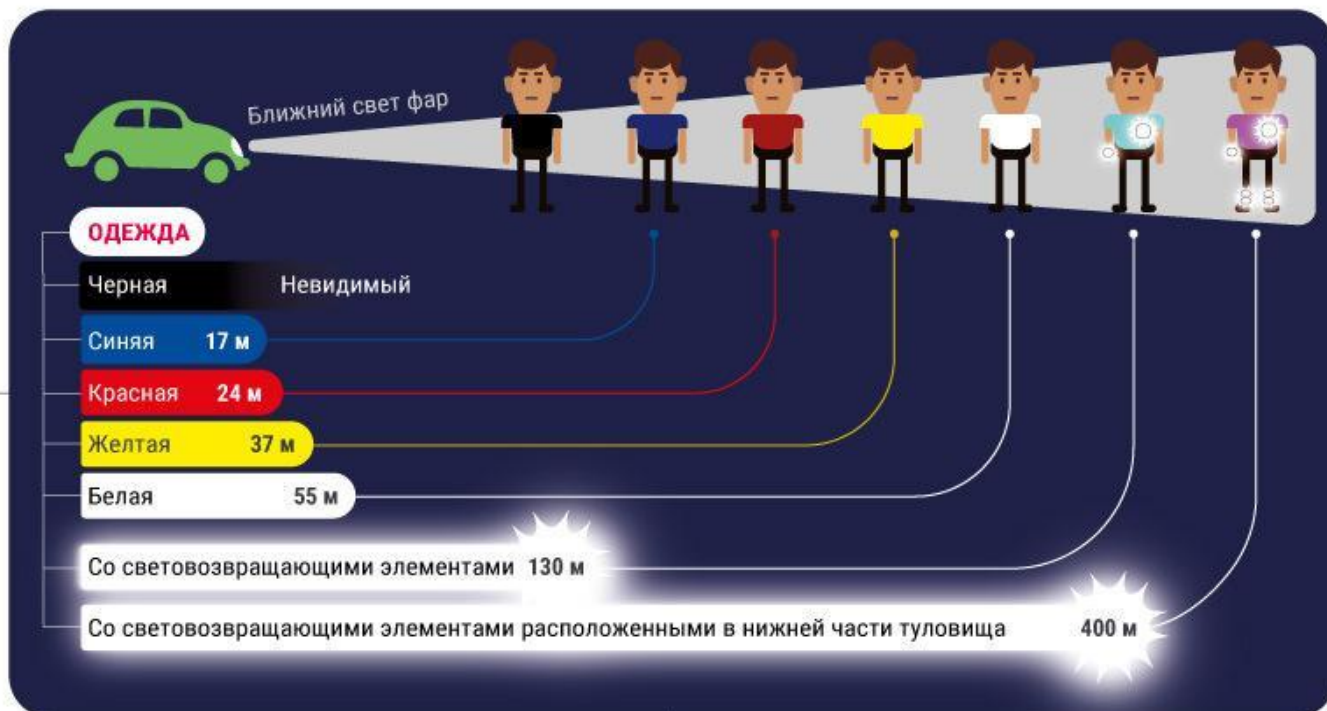 Ближний свет фар
ОДЕЖДА
Черная Невидимый
Синяя 17 м
Красная 24 м
Желтая 37 м
Белая 55 м
Со световозвращающими элементами 130 м
Со световозвращающими элементами расположенными в нижней части туловища 400 м